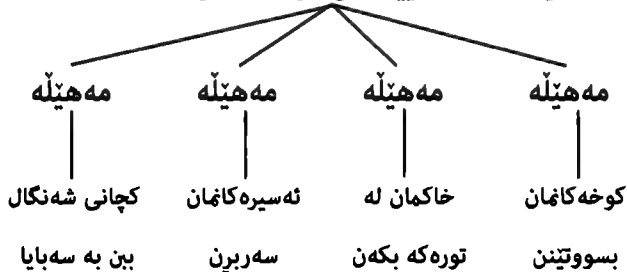 مەهێڵە مەهێڵە مەهێڵە مەهێڵە
کوخەکانمان خاکمان لە ئەسیرەکانمان کچانی شەنگال
بسووتێنن تورەکە بکەن سەربڕن ببن بە سەبایا